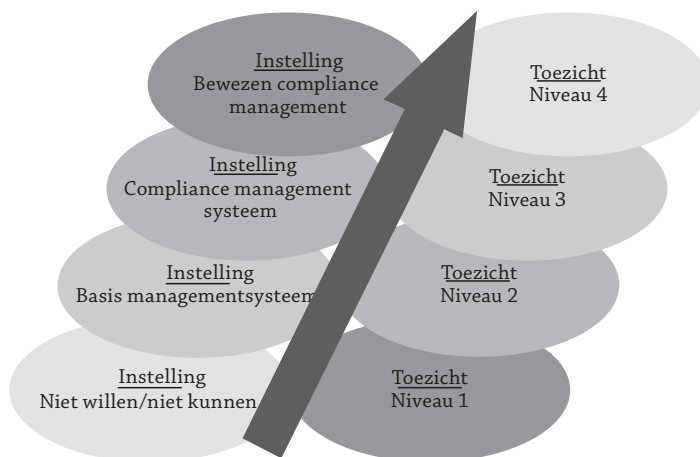 Instelling
Bewezen compliance
management
Toezicht
Niveau 4
Instelling
Compliance management
systeem
Toezicht
Niveau 3
Instelling
Basis managementsysteem
Toezicht
Niveau 2
Instelling
Niet willen/niet kunnen
Toezicht
Niveau 1